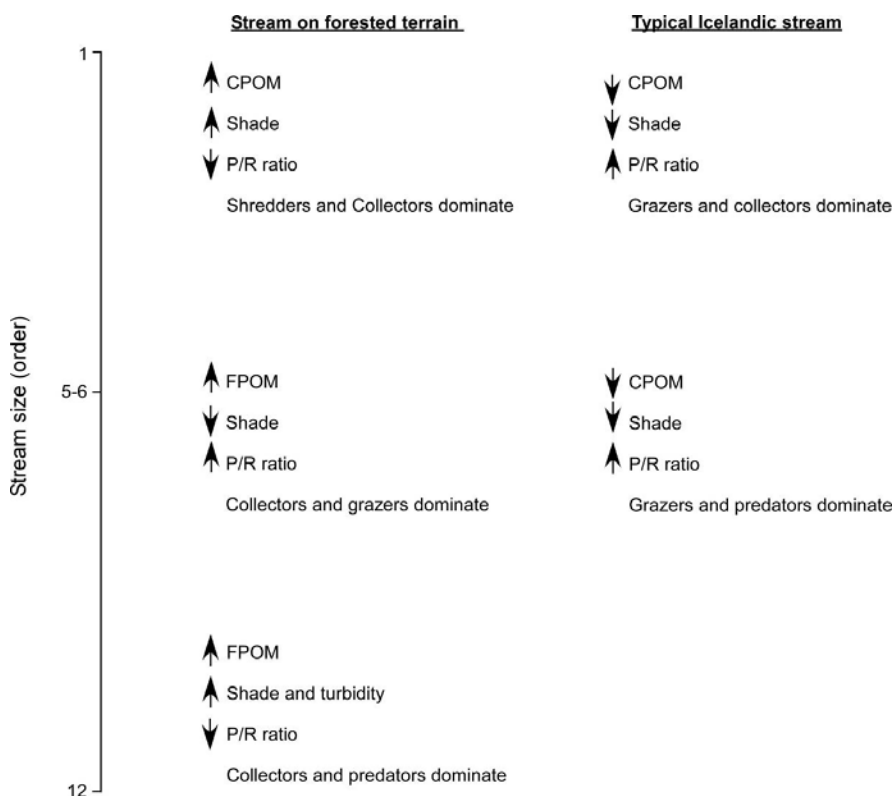 Stream on forested terrain
Typical Icelandic stream
1
CPOM
Shade
P/R ratio
Shredders and Collectors dominate
CPOM
Shade
P/R ratio
Grazers and collectors dominate
Stream size (order)
5-6
FPOM
Shade
P/R ratio
Collectors and grazers dominate
CPOM
Shade
P/R ratio
Grazers and predators dominate
FPOM
Shade and turbidity
P/R ratio
Collectors and predators dominate
12